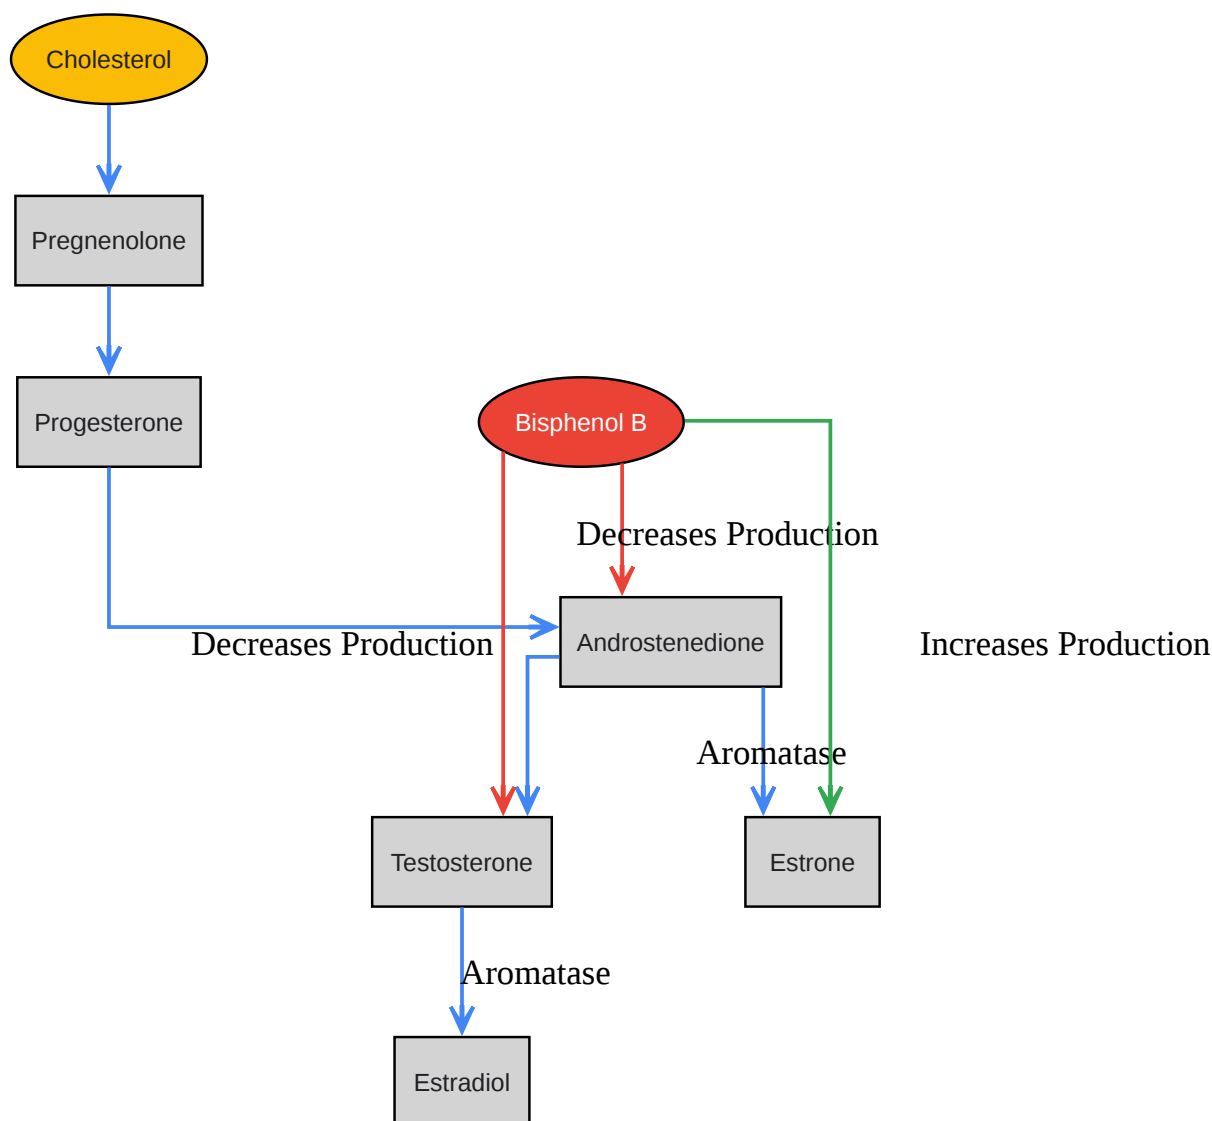 Cholesterol
Pregnenolone
Progesterone
Bisphenol B
Decreases Production
Decreases Production
Androstenedione
Increases Production
Aromatase
Testosterone
Estrone
Aromatase
Estradiol